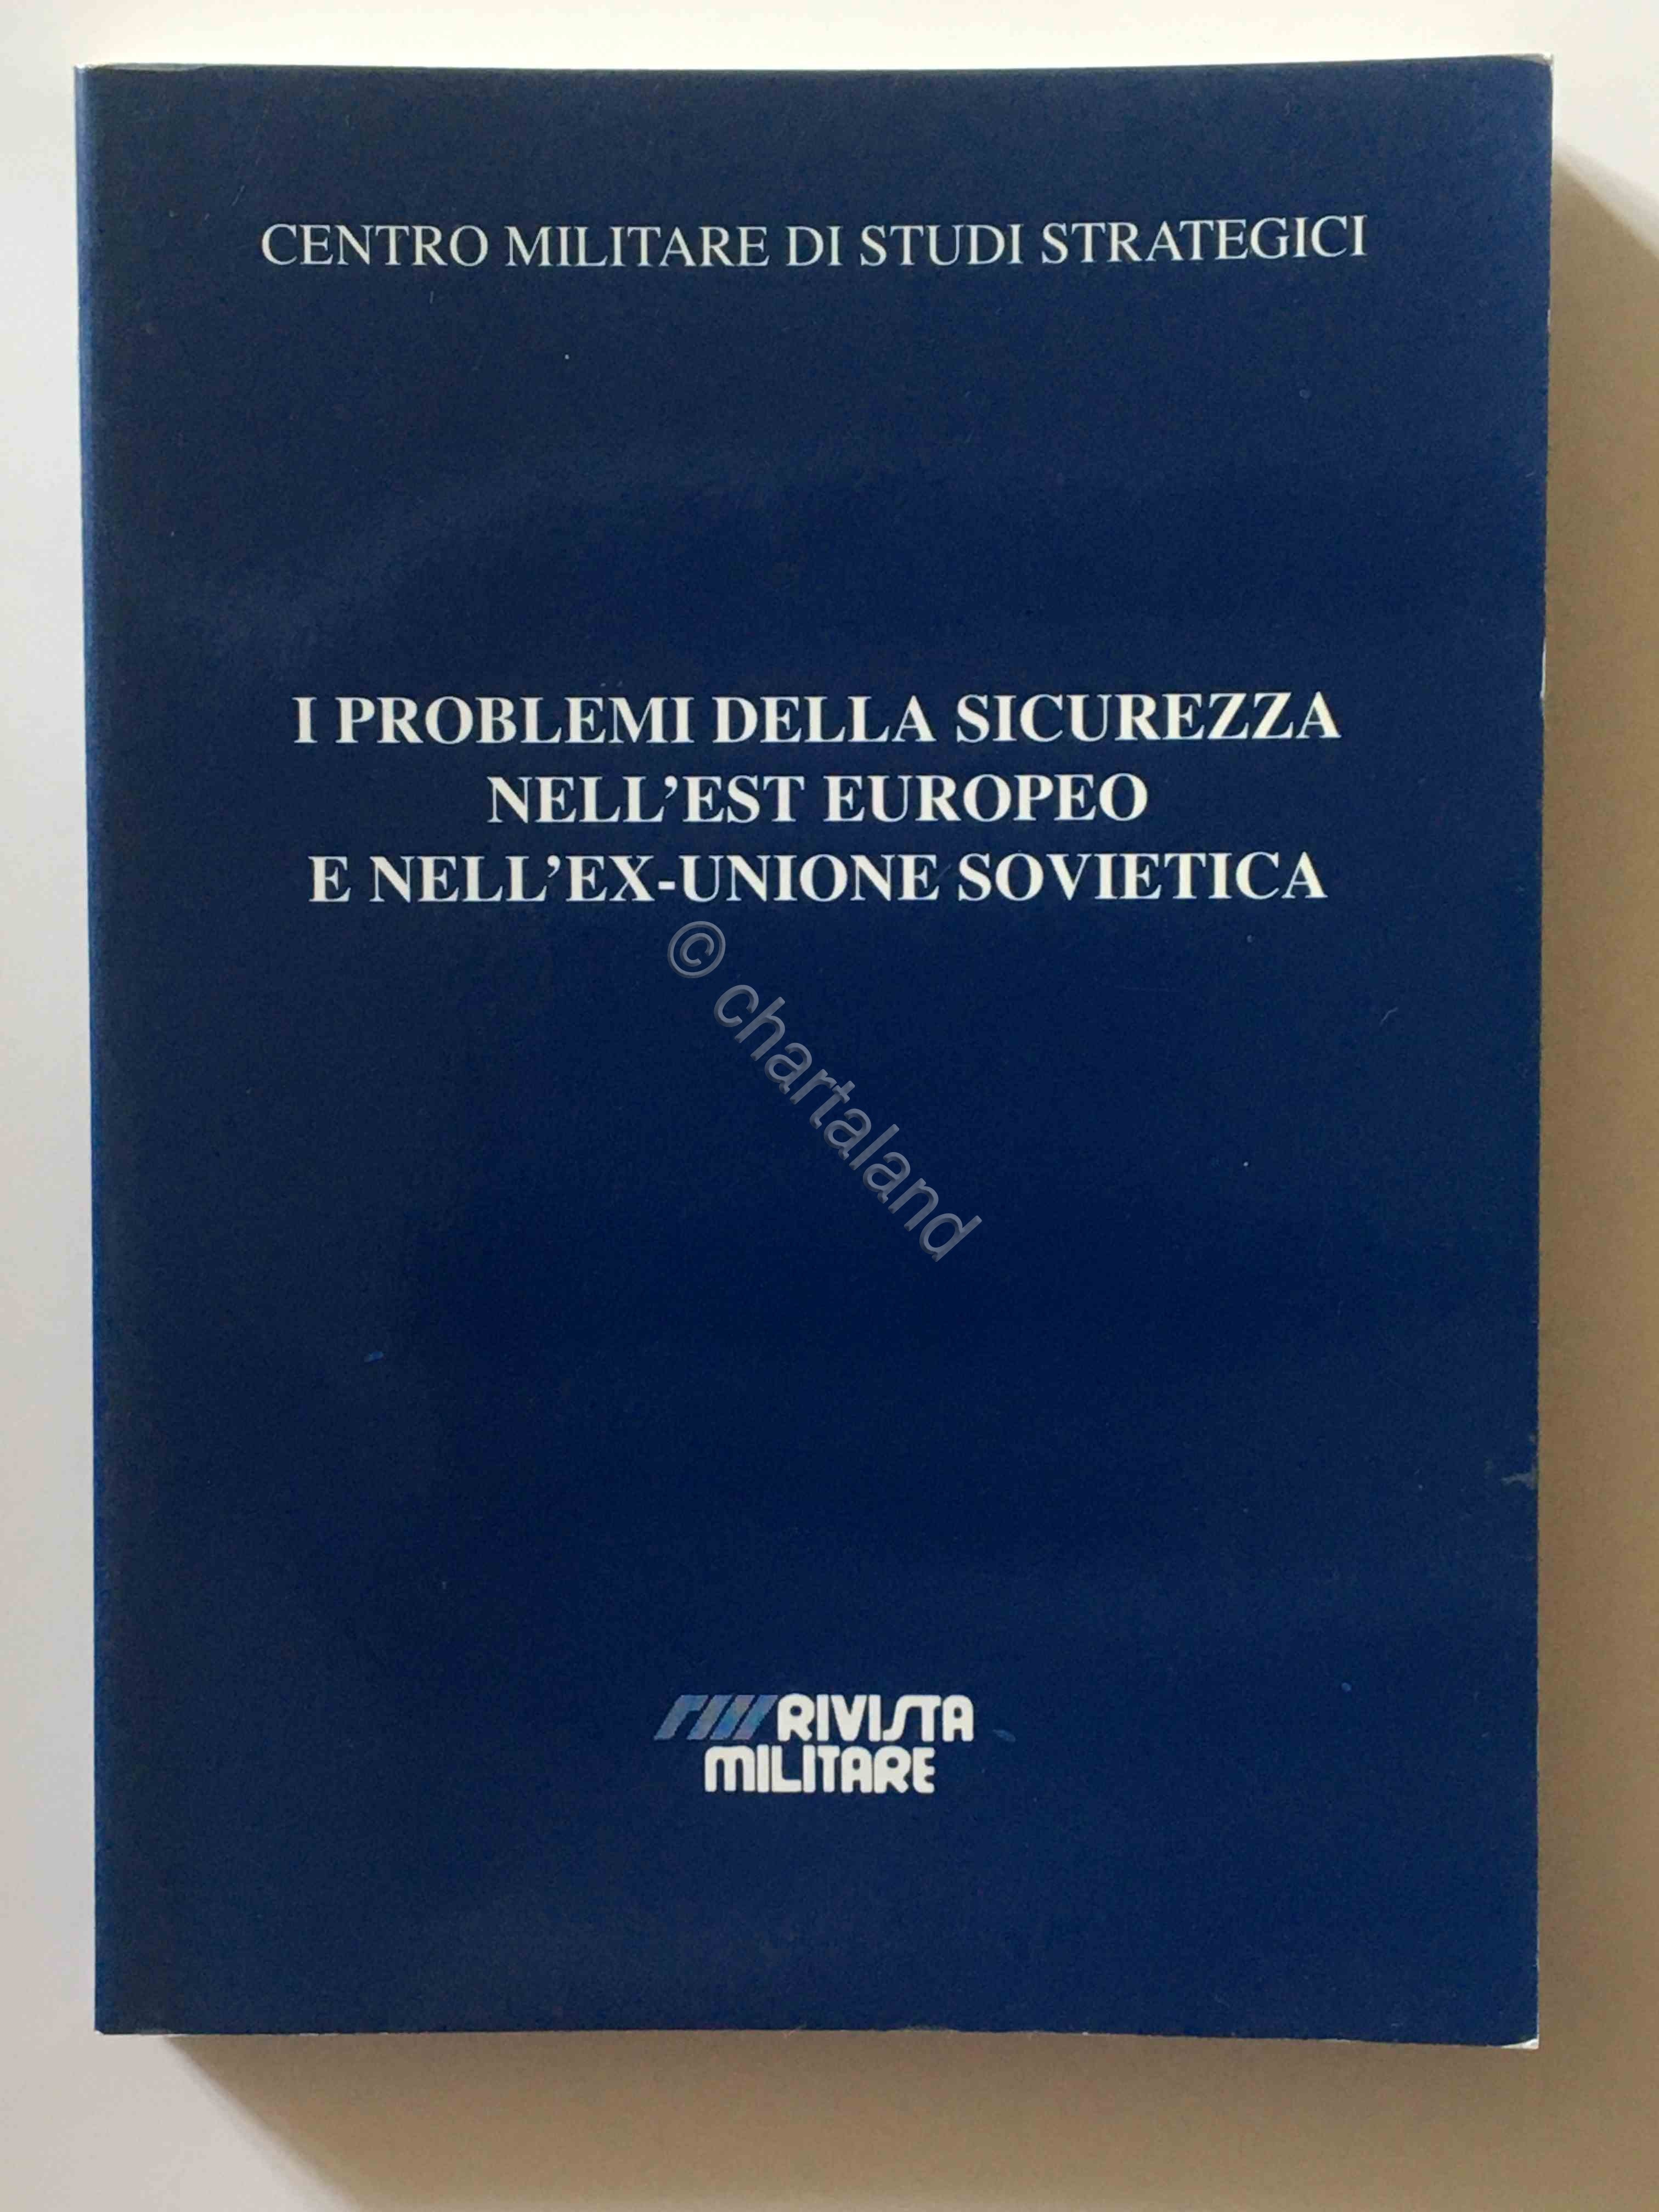 CENTRO MILITARE DI STUDI STRATEGICI
I PROBLEMI DELLA SICUREZZA
NELL'EST EUROPEO
E NELL'EX-UNIONE SOVIETICA
© chartaland
RIVISTA
MILITARE